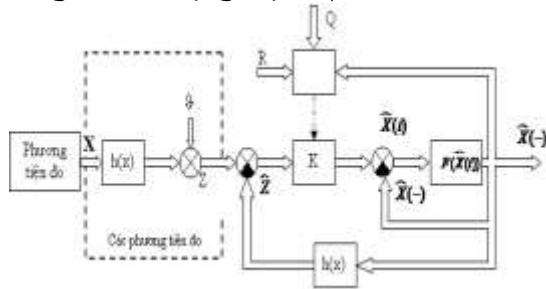 Q
R
ϑ
X̂(ℓ)
X̂(-)
X
Phương
tiện đo
h(x)
Z
K
Ẑ
X̂(-)
Các phương tiện đo
h(x)